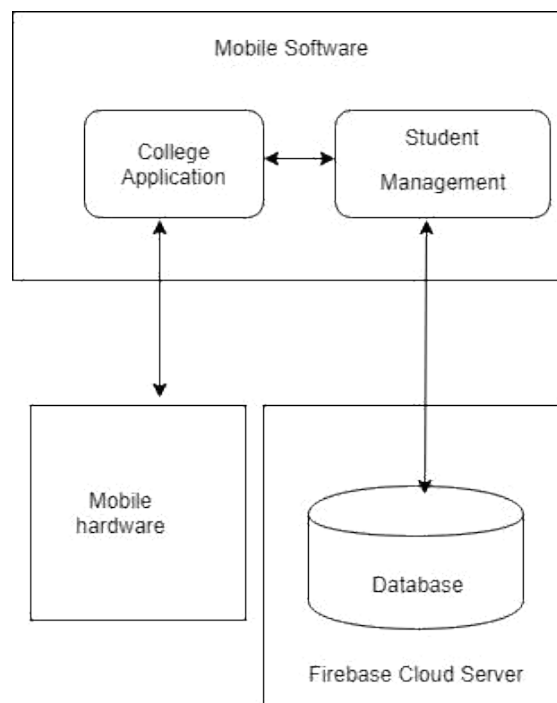 Mobile Software
College
Application
Student
Management
Mobile
hardware
Database
Firebase Cloud Server